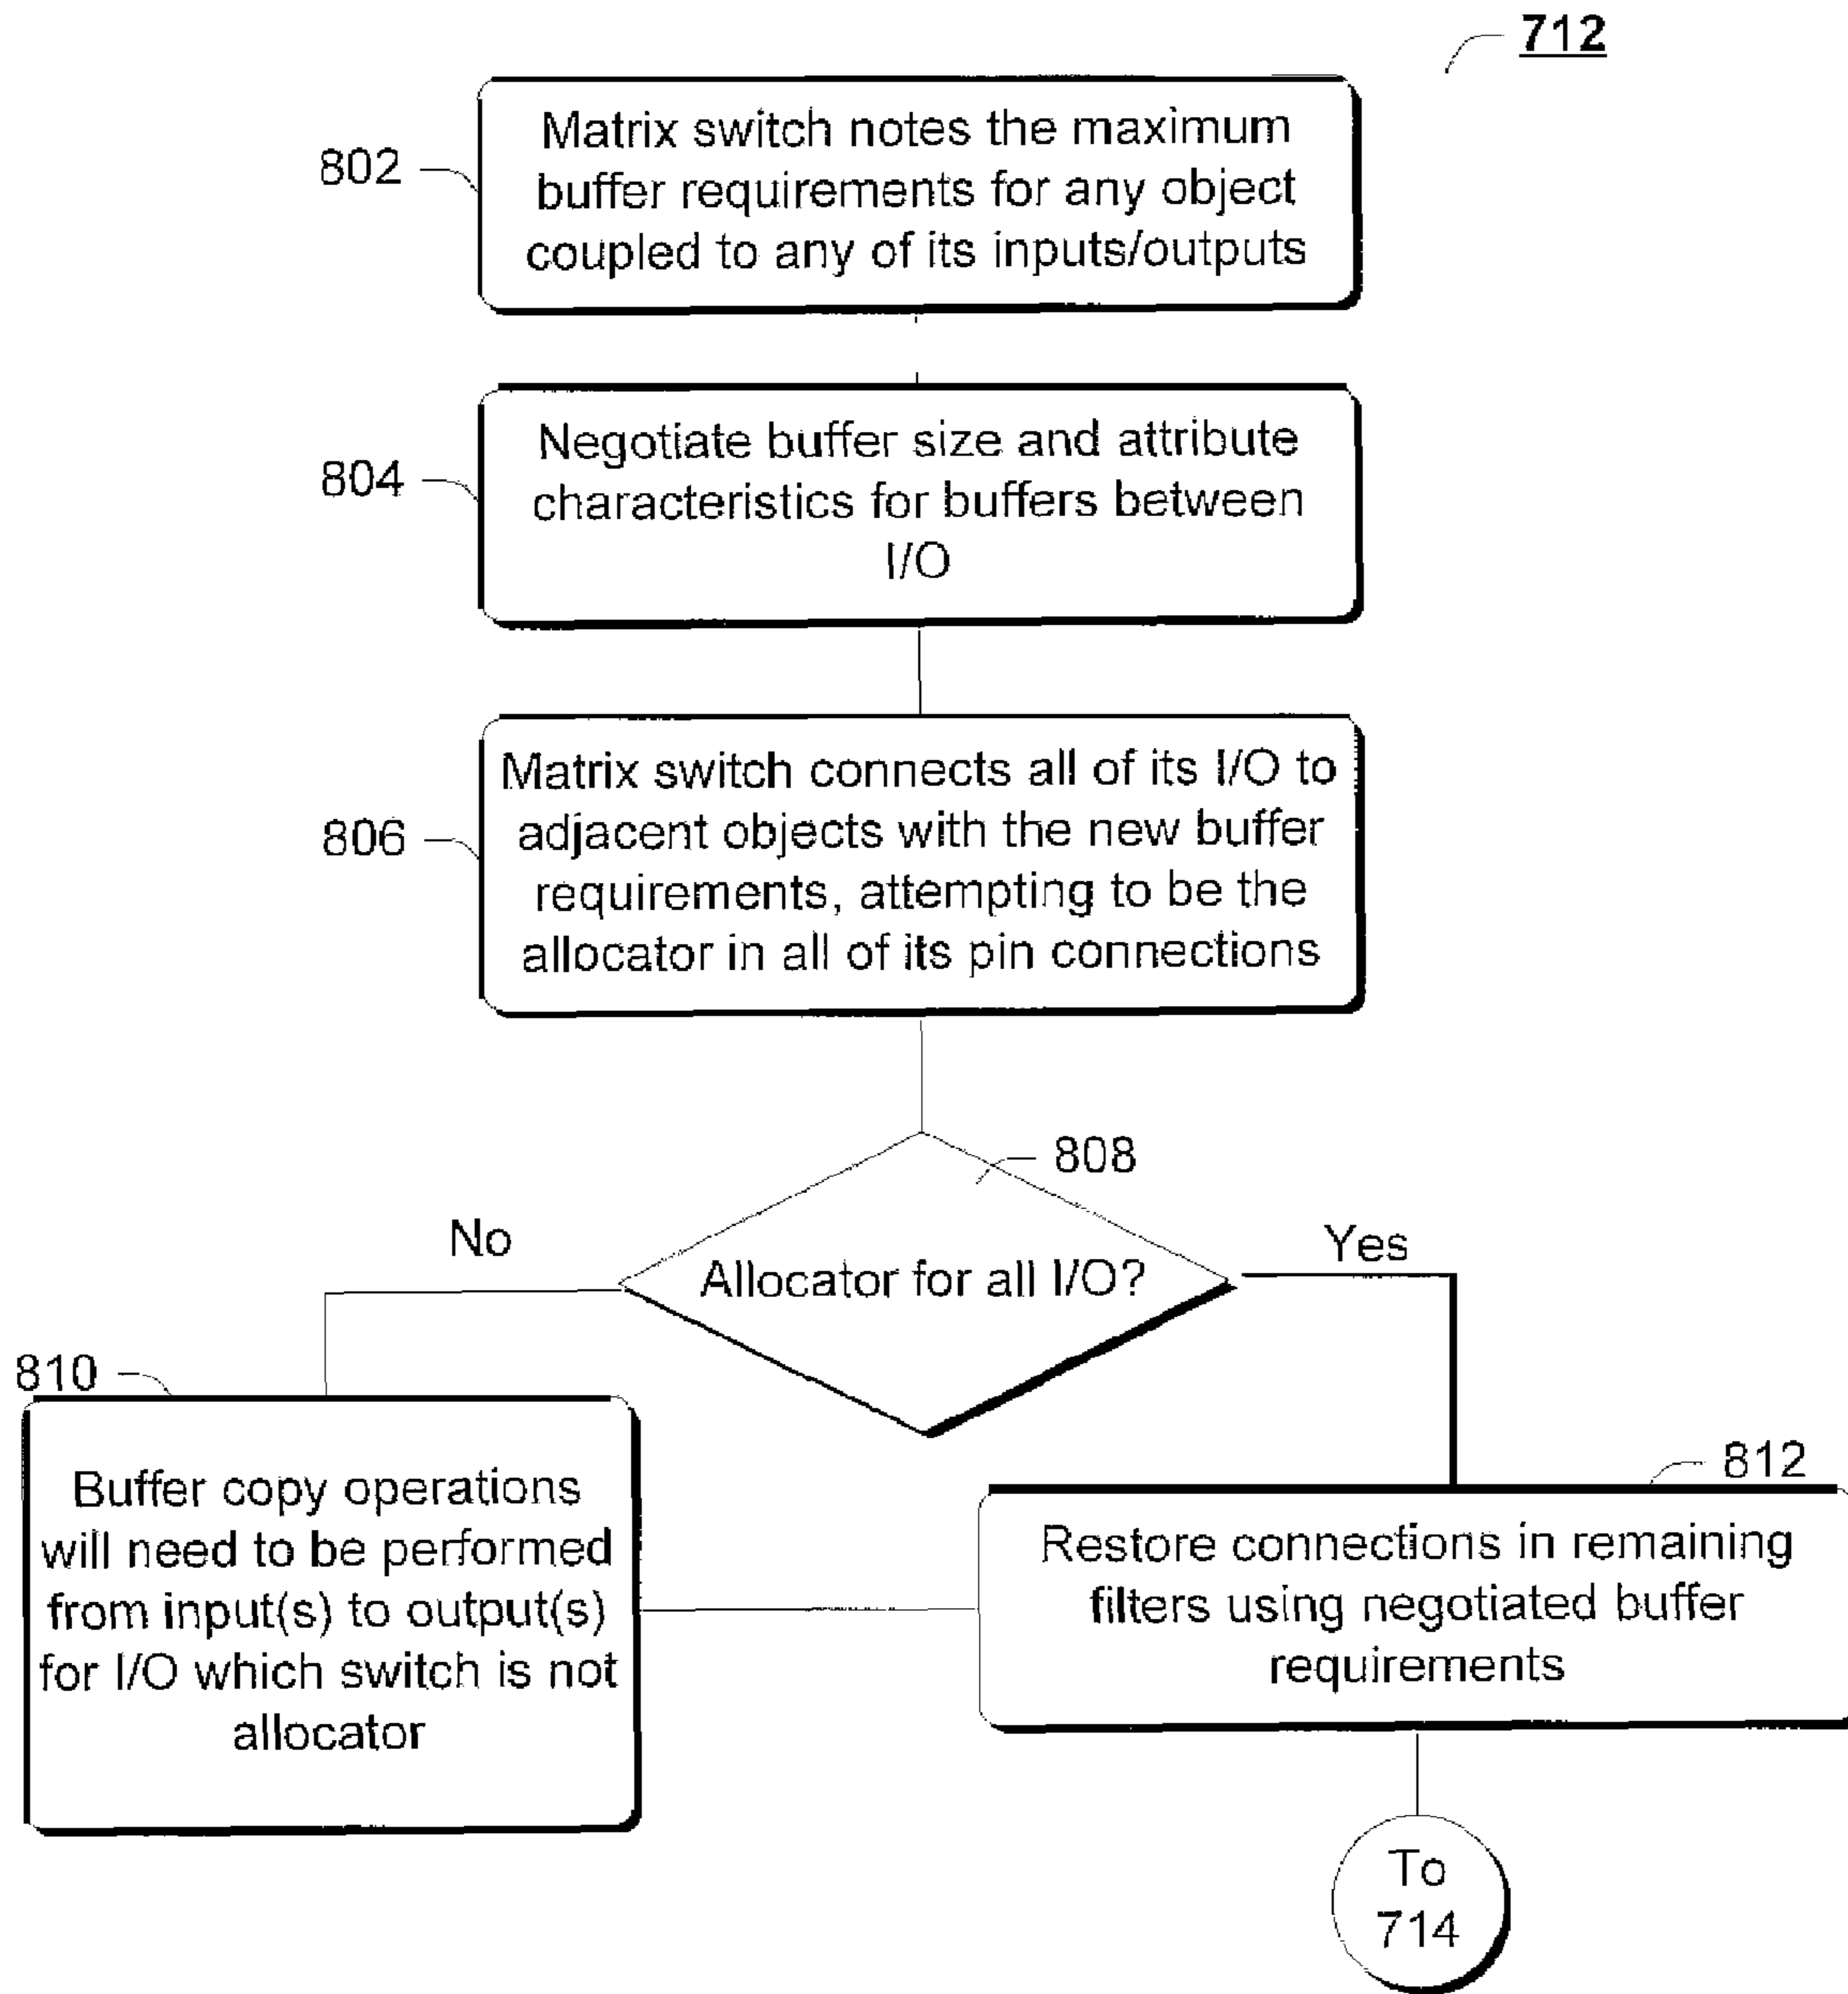 712
802
Matrix switch notes the maximum
buffer requirements for any object
coupled to any of its inputs/outputs
804
Negotiate buffer size and attribute
characteristics for buffers between
I/O
806
Matrix switch connects all of its I/O to
adjacent objects with the new buffer
requirements, attempting to be the
allocator in all of its pin connections
808
Allocator for all I/O?
No
Yes
810
Buffer copy operations
will need to be performed
from input(s) to output(s)
for I/O which switch is not
allocator
812
Restore connections in remaining
filters using negotiated buffer
requirements
To
714